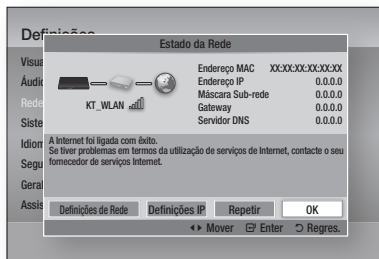 Definições
Estado da Rede
Visua
Áudio
Rede
Siste
Idiom
Segu
Geral
Assis
KT_WLAN
Endereço MAC XX:XX:XX:XX:XX:XX
Endereço IP 0.0.0.0
Máscara Sub-rede 0.0.0.0
Gateway 0.0.0.0
Servidor DNS 0.0.0.0
A Internet foi ligada com êxito.
Se tiver problemas em termos da utilização de serviços de Internet, contacte o seu
fornecedor de serviços Internet.
Definições de Rede Definições IP Repetir OK
Mover Enter Regres.